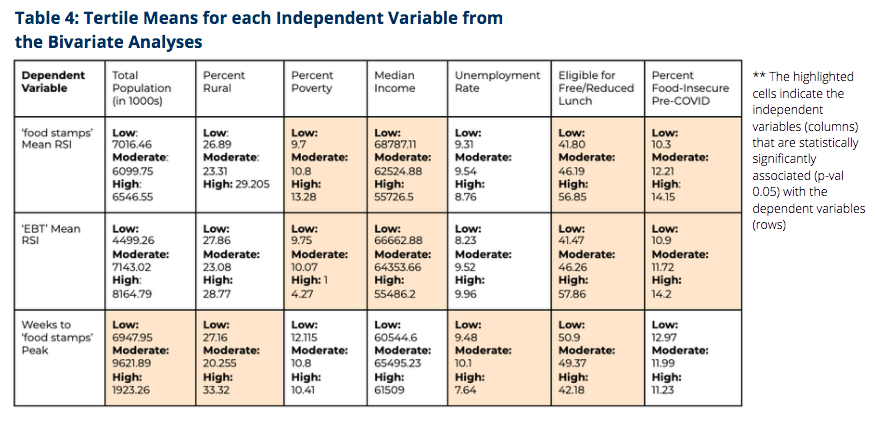 Table 4: Tertile Means for each Independent Variable from
the Bivariate Analyses
Dependent
Variable
Total
Population
(in 1000s)
Percent
Rural
Percent
Poverty
Median
Income
Unemployment
Rate
Eligible for
Free/Reduced
Lunch
Percent
Food-Insecure
Pre-COVID
'food stamps'
Mean RSI
Low:
7016.46
Moderate:
6099.75
High:
6546.55
Low:
26.89
Moderate:
23.31
High: 29.205
Low:
9.7
Moderate:
10.8
High:
13.28
Low:
68787.11
Moderate:
62524.88
High:
55726.5
Low:
9.31
Moderate:
9.54
High:
8.76
Low:
41.80
Moderate:
46.19
High:
56.85
Low:
10.3
Moderate:
12.21
High:
14.15
'EBT' Mean
RSI
Low:
4499.26
Moderate:
7143.02
High:
8164.79
Low:
27.86
Moderate:
23.08
High:
28.77
Low:
9.75
Moderate:
10.07
High: 1
4.27
Low:
66662.88
Moderate:
64353.66
High:
55486.2
Low:
8.23
Moderate:
9.52
High:
9.96
Low:
41.47
Moderate:
46.26
High:
57.86
Low:
10.9
Moderate:
11.72
High:
14.2
Weeks to
'food stamps'
Peak
Low:
6947.95
Moderate:
9621.89
High:
1923.26
Low:
27.16
Moderate:
20.255
High:
33.32
Low:
12.115
Moderate:
10.8
High:
10.41
Low:
60544.6
Moderate:
65495.23
High:
61509
Low:
9.48
Moderate:
10.1
High:
7.64
Low:
50.9
Moderate:
49.37
High:
42.18
Low:
12.97
Moderate:
11.99
High:
11.23
** The highlighted
cells indicate the
independent
variables (columns)
that are statistically
significantly
associated (p-val
0.05) with the
dependent variables
(rows)